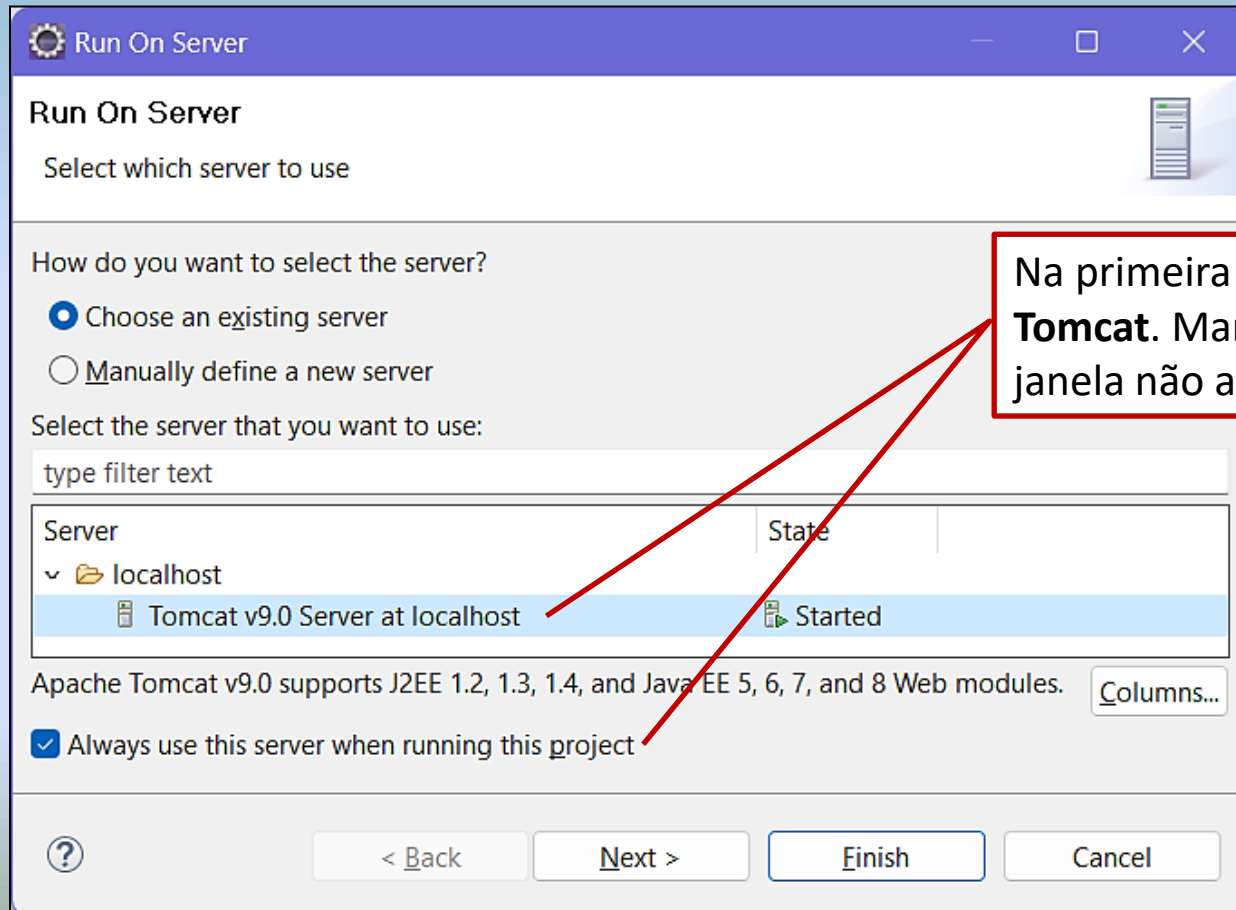 Run On Server
Run On Server
Select which server to use
How do you want to select the server?
Choose an existing server
Manually define a new server
Select the server that you want to use:
type filter text
Server State
localhost
Tomcat v9.0 Server at localhost Started
Apache Tomcat v9.0 supports J2EE 1.2, 1.3, 1.4, and Java EE 5, 6, 7, and 8 Web modules. Columns...
Always use this server when running this project
? < Back Next > Finish Cancel
Na primeira
Tomcat.
janela não